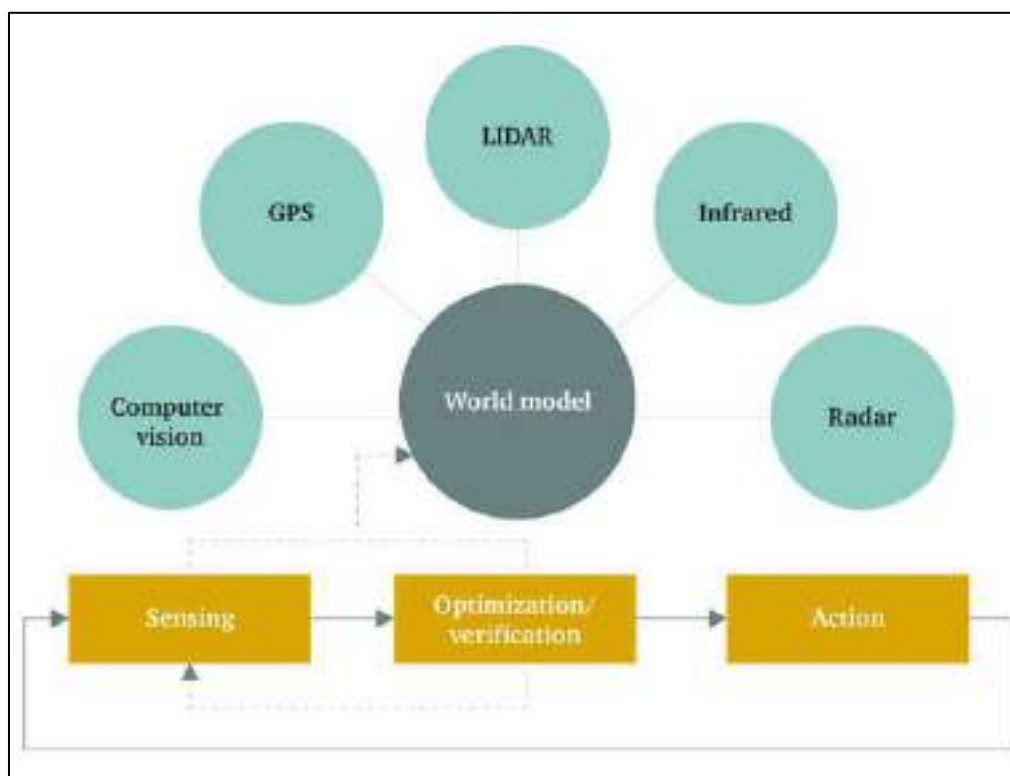 LIDAR
GPS
Infrared
World model
Computer
vision
Radar
Sensing
Optimization/
verification
Action